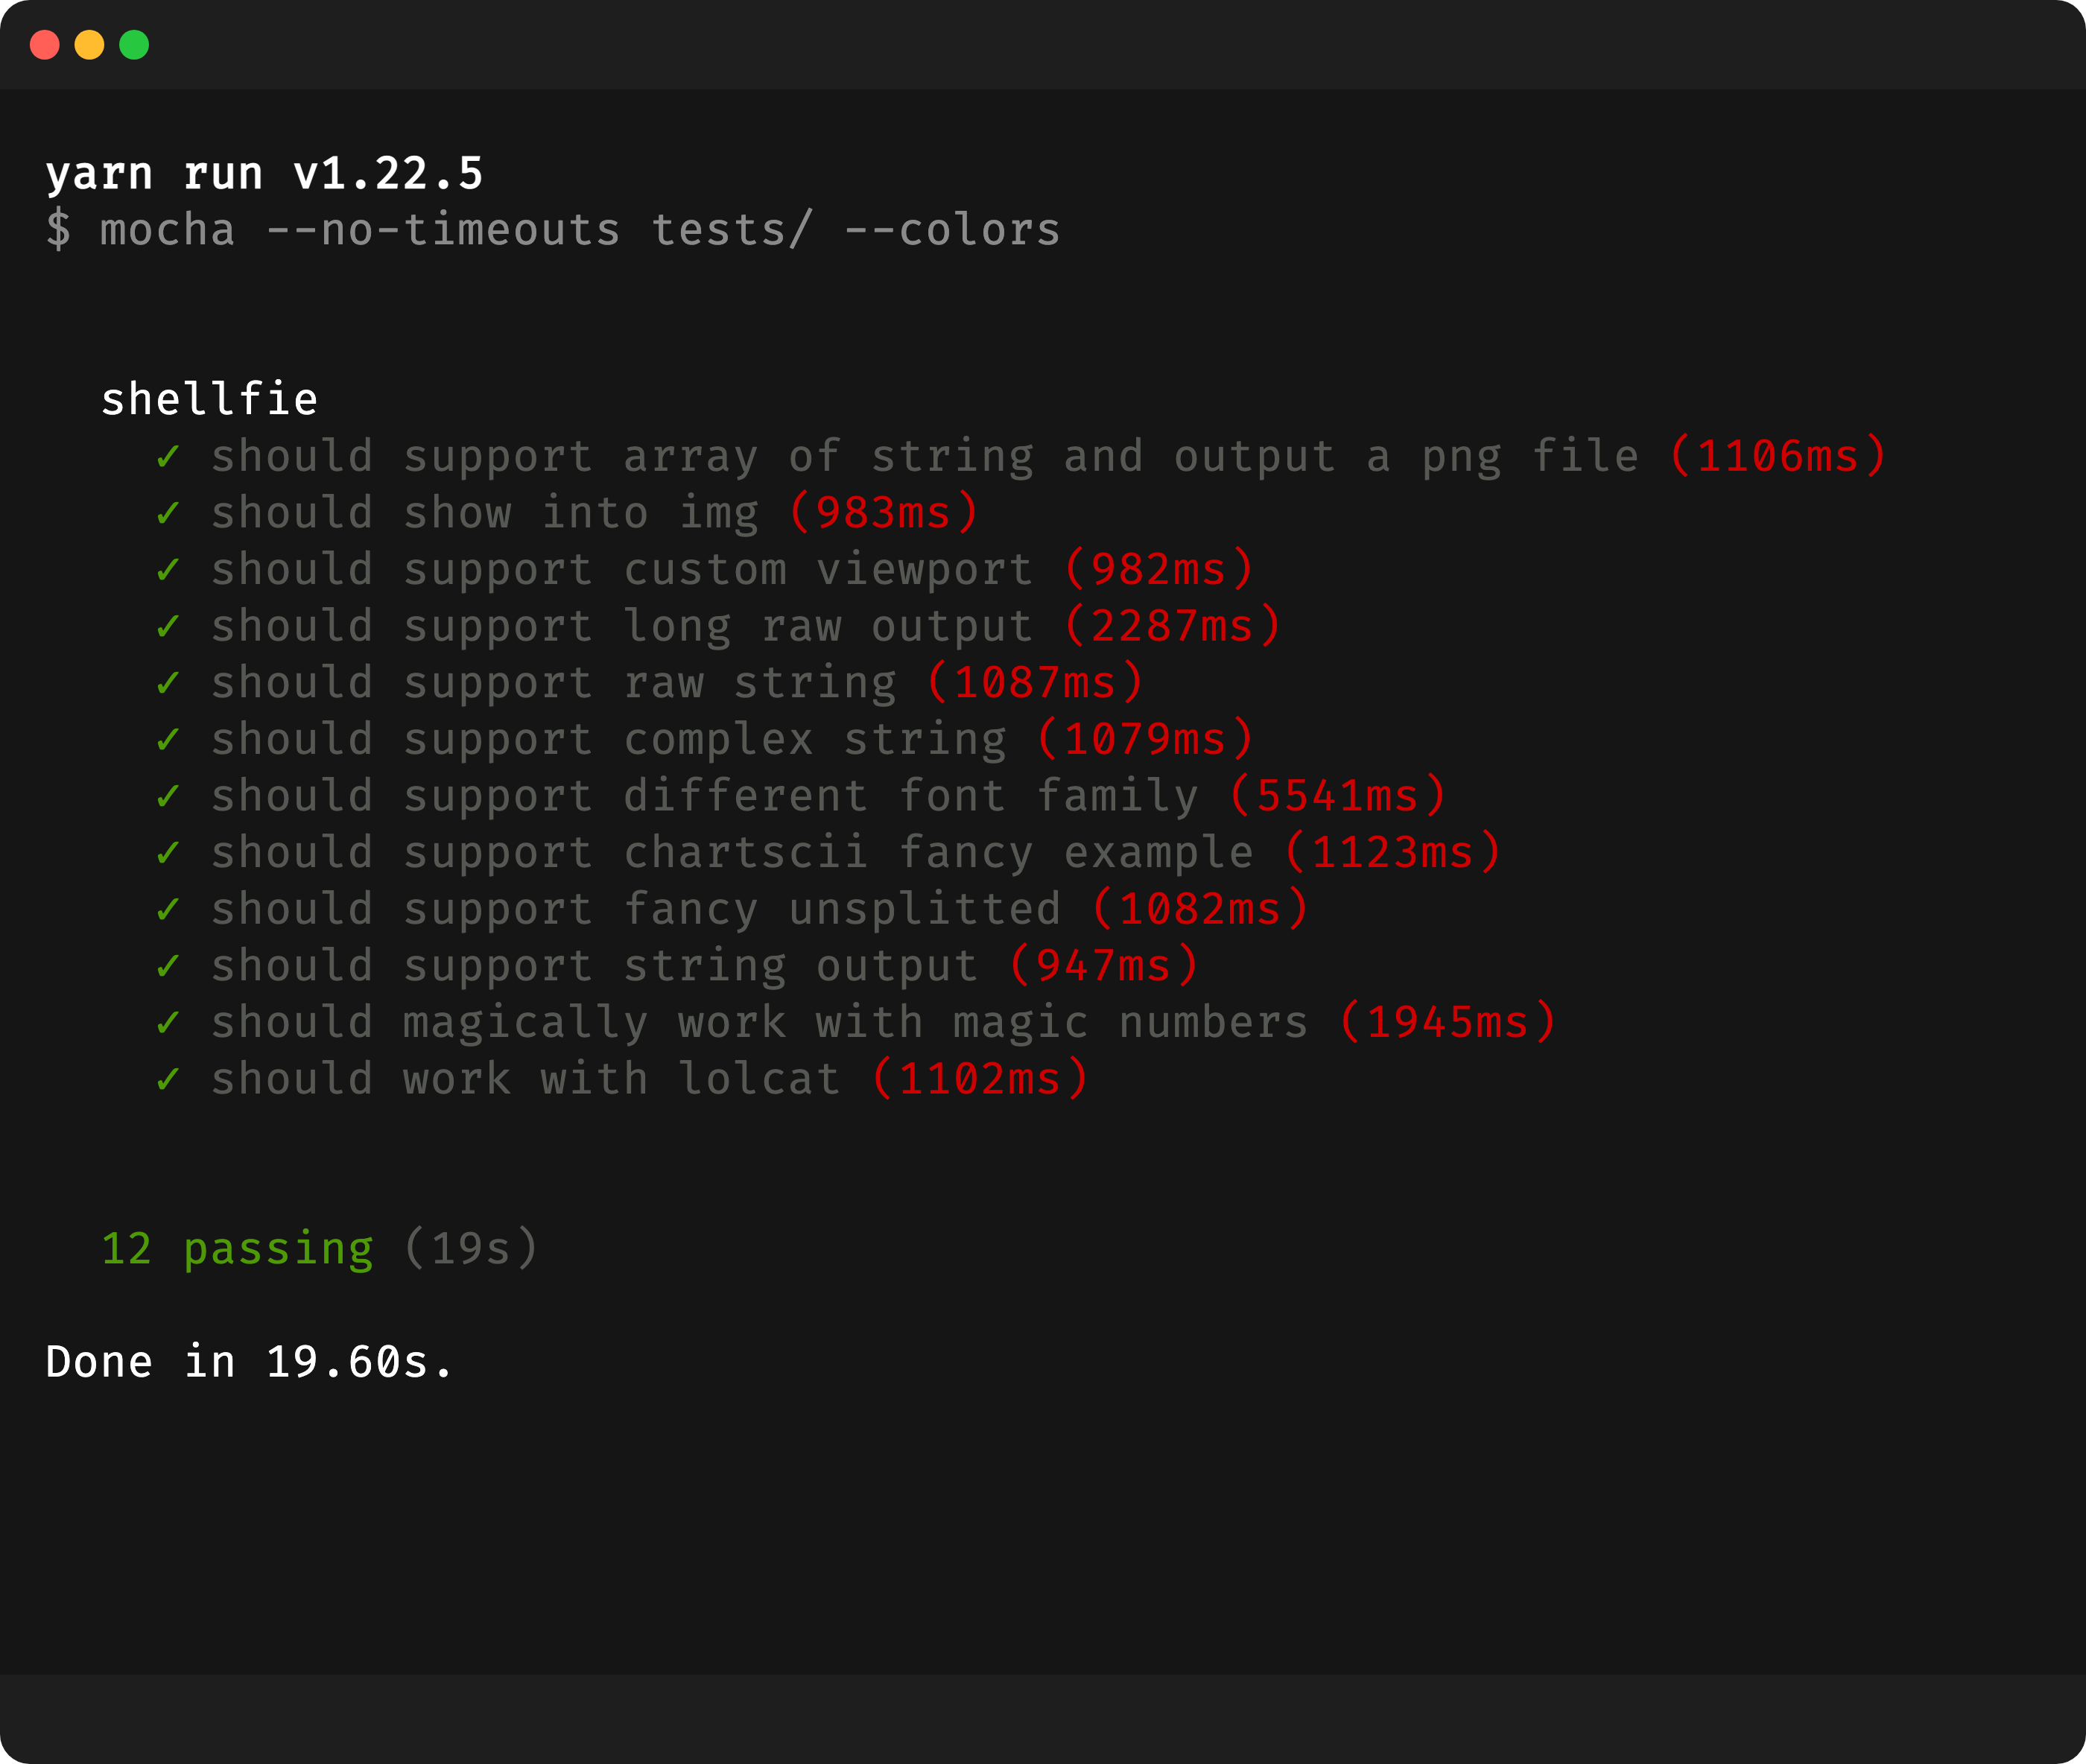 yarn run v1.22.5
$ mocha --no-timeouts tests/ --colors
shellfie
✓ should support array of string and output a png file (1106ms)
✓ should show into img (983ms)
✓ should support custom viewport (982ms)
✓ should support long raw output (2287ms)
✓ should support raw string (1087ms)
✓ should support complex string (1079ms)
✓ should support different font family (5541ms)
✓ should support chartscii fancy example (1123ms)
✓ should support fancy unsplitted (1082ms)
✓ should support string output (947ms)
✓ should magically work with magic numbers (1945ms)
✓ should work with lolcat (1102ms)
12 passing (19s)
Done in 19.60s.